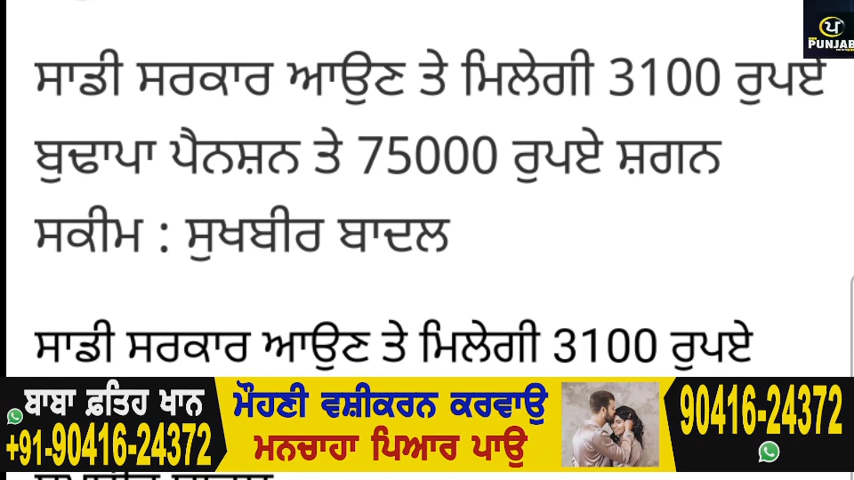 ਪ
PUNJAB
ਸਾਡੀ ਸਰਕਾਰ ਆਉਣ ਤੇ ਮਿਲੇਗੀ 3100 ਰੁਪਏ
ਬੁਢਾਪਾ ਪੈਨਸ਼ਨ ਤੇ 75000 ਰੁਪਏ ਸ਼ਗਨ
ਸਕੀਮ : ਸੁਖਬੀਰ ਬਾਦਲ
ਸਾਡੀ ਸਰਕਾਰ ਆਉਣ ਤੇ ਮਿਲੇਗੀ 3100 ਰੁਪਏ
ਬਾਬਾ ਫ਼ਤਿਹ ਖਾਨ
+91-90416-24372
ਮੌਹਣੀ ਵਸ਼ੀਕਰਨ ਕਰਵਾਉ
ਮਨਚਾਹਾ ਪਿਆਰ ਪਾਉ
90416-24372